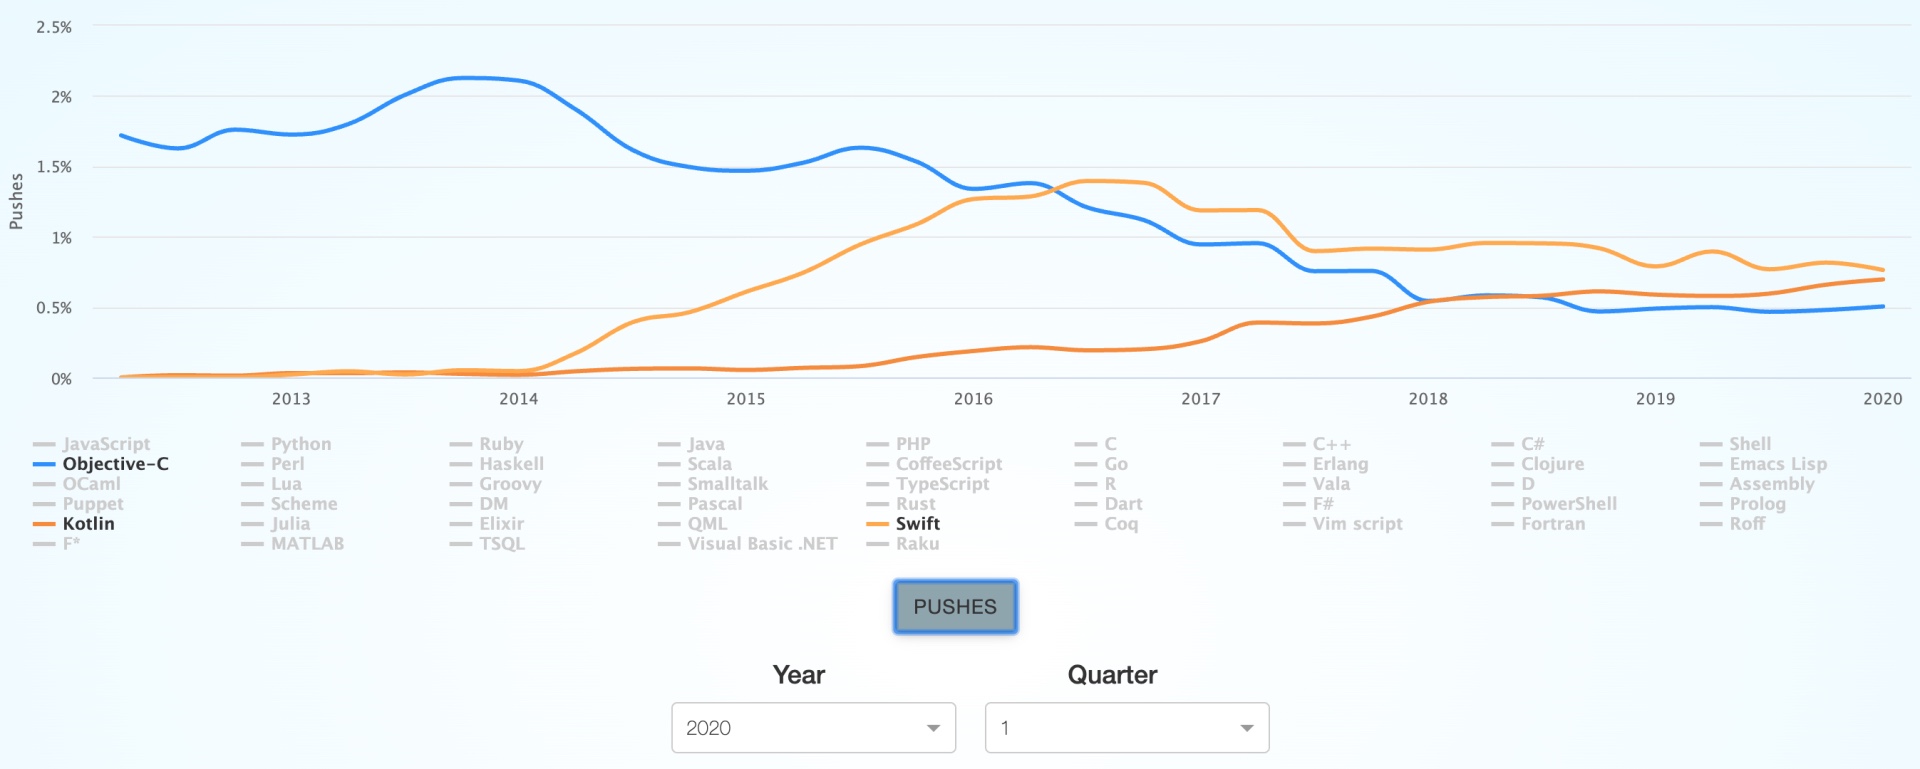 2.5%
2%
1.5%
1%
0.5%
0%
Pushes
2013 2014 2015 2016 2017 2018 2019 2020
JavaScript Python Ruby Java PHP C C++ C# Shell
Objective-C Perl Haskell Scala CoffeeScript Go Erlang Clojure Emacs Lisp
OCaml Lua Groovy Smalltalk TypeScript R Vala D Assembly
Puppet Scheme DM Pascal Rust Dart F# PowerShell Prolog
Kotlin Julia Elixir QML Swift Coq Vim script Fortran Roff
F* MATLAB TSQL Visual Basic .NET Raku
PUSHES
Year Quarter
2020 1